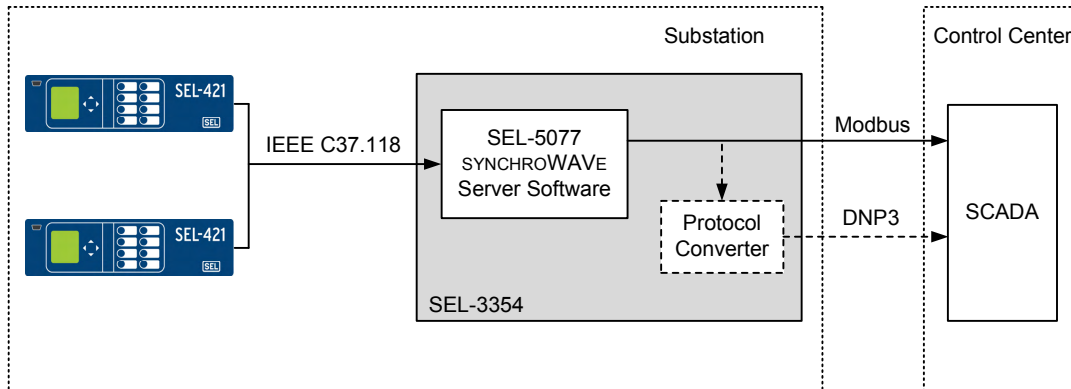 Substation
Control Center
SEL-421
SEL
IEEE C37.118
SEL-5077
SYNCHROWAVE
Server Software
Modbus
Protocol
Converter
DNP3
SCADA
SEL-421
SEL
SEL-3354